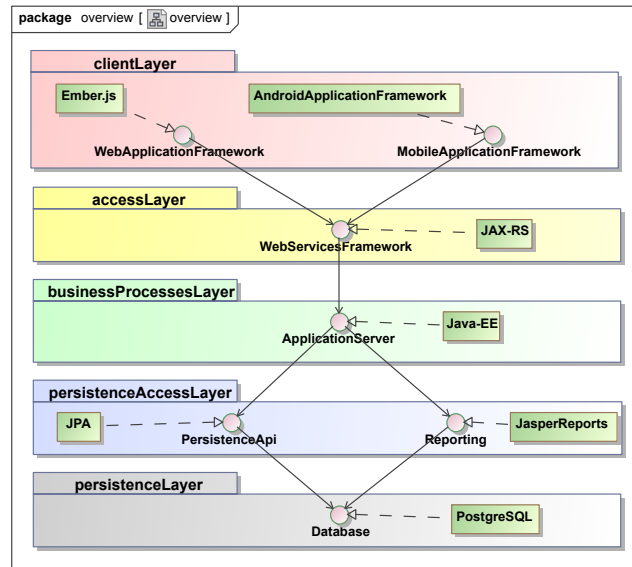 package overview [ overview ]
clientLayer
Ember.js
AndroidApplicationFramework
WebApplicationFramework
MobileApplicationFramework
accessLayer
JAX-RS
WebServicesFramework
businessProcessesLayer
Java-EE
ApplicationServer
persistenceAccessLayer
JPA
JasperReports
PersistenceApi
Reporting
persistenceLayer
PostgreSQL
Database